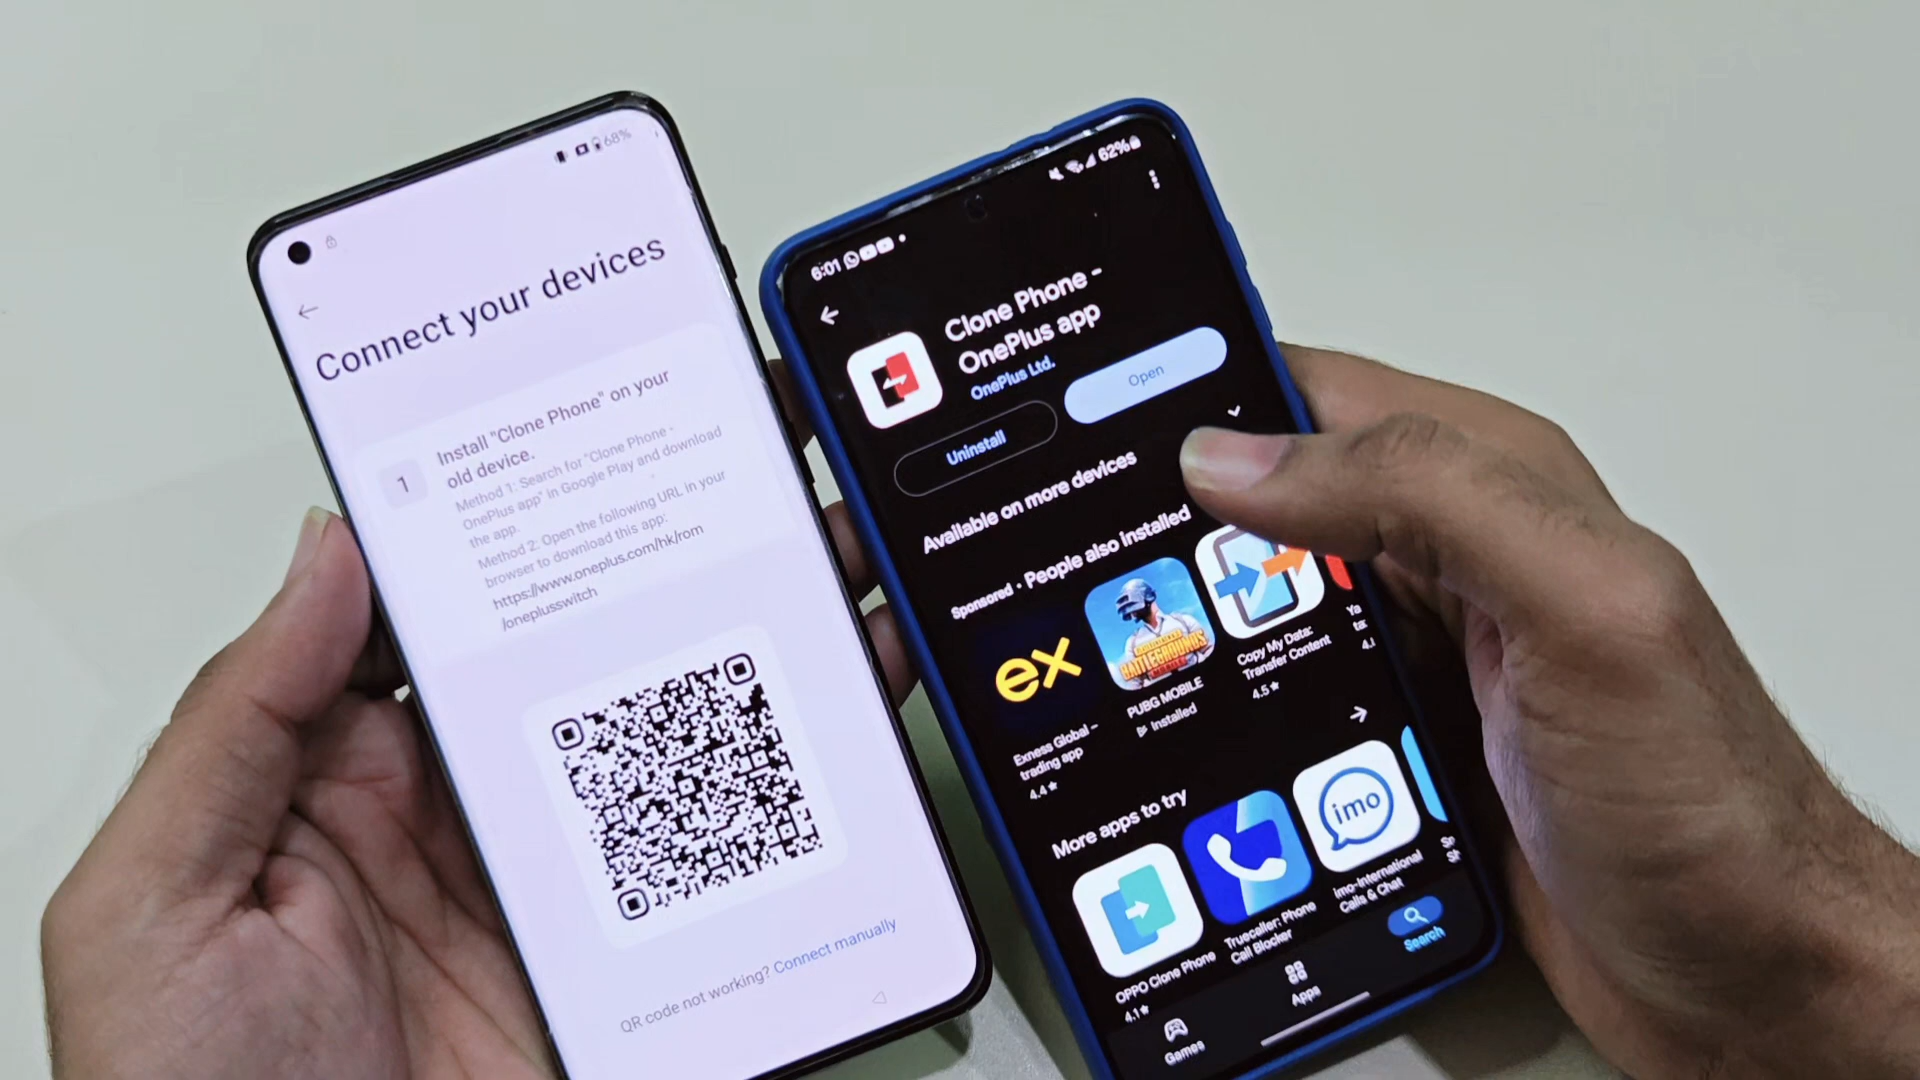 68%
Connect your devices
1
Install "Clone Phone" on your
old device.
Method 1: Search for "Clone Phone -
OnePlus app" in Google Play and download
the app.
Method 2: Open the following URL in your
browser to download this app:
https://www.oneplus.com/hk/rom
/oneplusswitch
QR code not working? Connect manually
6:01
62%
Clone Phone -
OnePlus app
OnePlus Ltd.
Uninstall
Open
Available on more devices
Sponsored · People also installed
ex
BATTLEGROUNDS
Exness Global –
trading app
4.4★
PUBG MOBILE
Installed
Copy My Data:
Transfer Content
4.5★
Ya
4.
More apps to try
imo
OPPO Clone Phone
4.1★
Truecaller: Phone
Call Blocker
imo-International
Calls & Chat
Games
Apps
Search